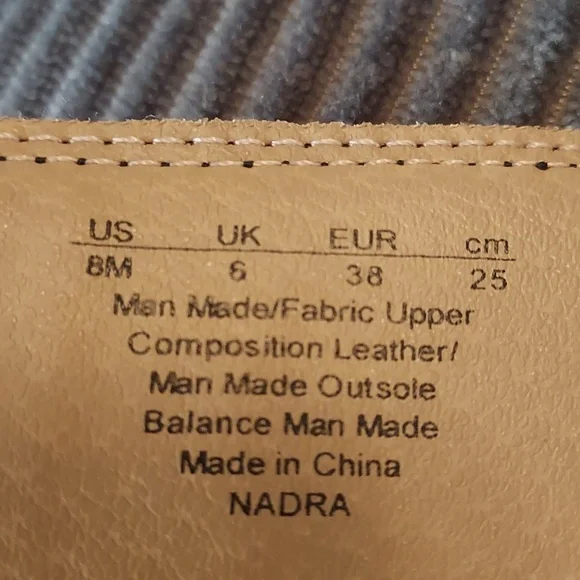 US UK EUR cm
8M 6 38 25
Man Made/Fabric Upper
Composition Leather/
Man Made Outsole
Balance Man Made
Made in China
NADRA